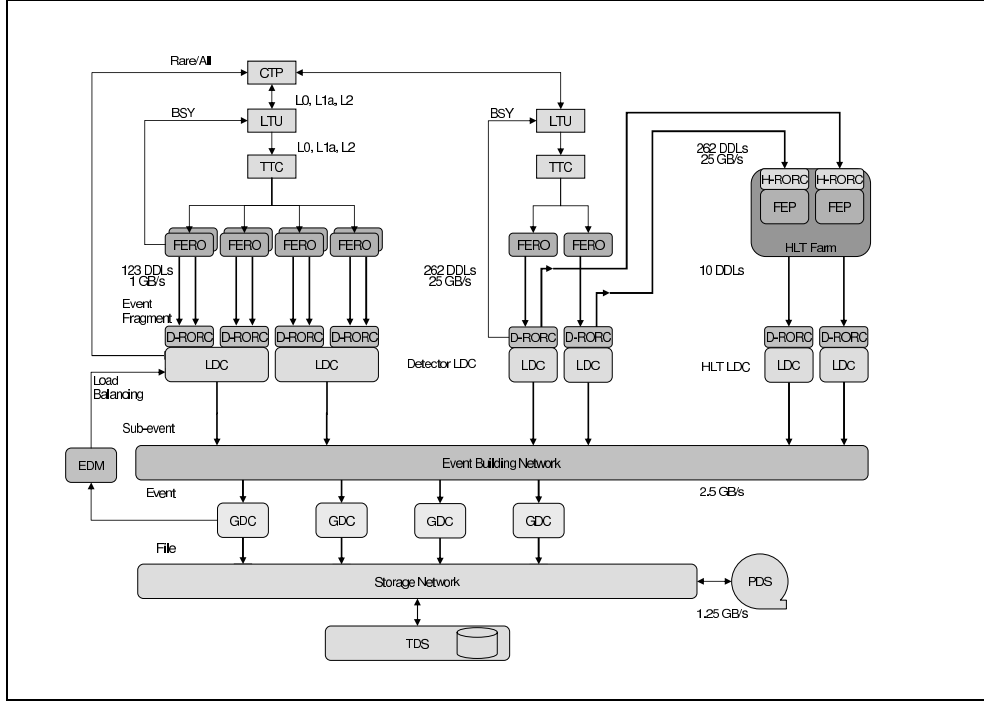 Rare/All
CTP
L0, L1a, L2
BSY
LTU
BSY
LTU
L0, L1a, L2
TTC
TTC
262 DDLs
25 GB/s
H-RORC
H-RORC
FEP
FEP
HLT Farm
FERO
FERO
FERO
FERO
FERO
FERO
123 DDLs
1 GB/s
262 DDLs
25 GB/s
10 DDLs
Event
Fragment
D-RORC
D-RORC
D-RORC
D-RORC
D-RORC
D-RORC
D-RORC
D-RORC
LDC
LDC
Detector LDC
LDC
LDC
HLT LDC
LDC
LDC
Load
Ballancing
Sub-event
EDM
Event Building Network
Event
2.5 GB/s
GDC
GDC
GDC
GDC
File
Storage Network
PDS
1.25 GB/s
TDS